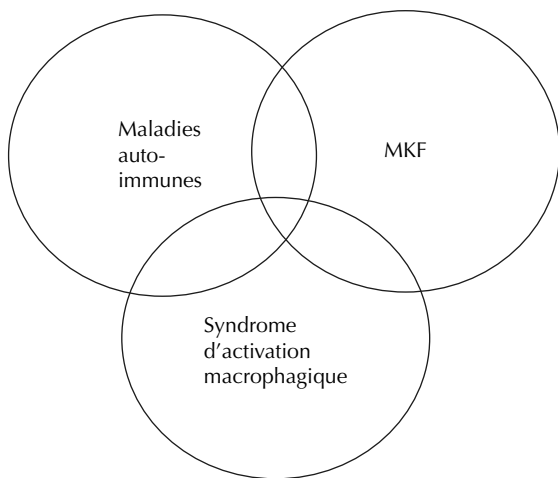 Maladies
auto-
immunes
MKF
Syndrome
d’activation
macrophagique